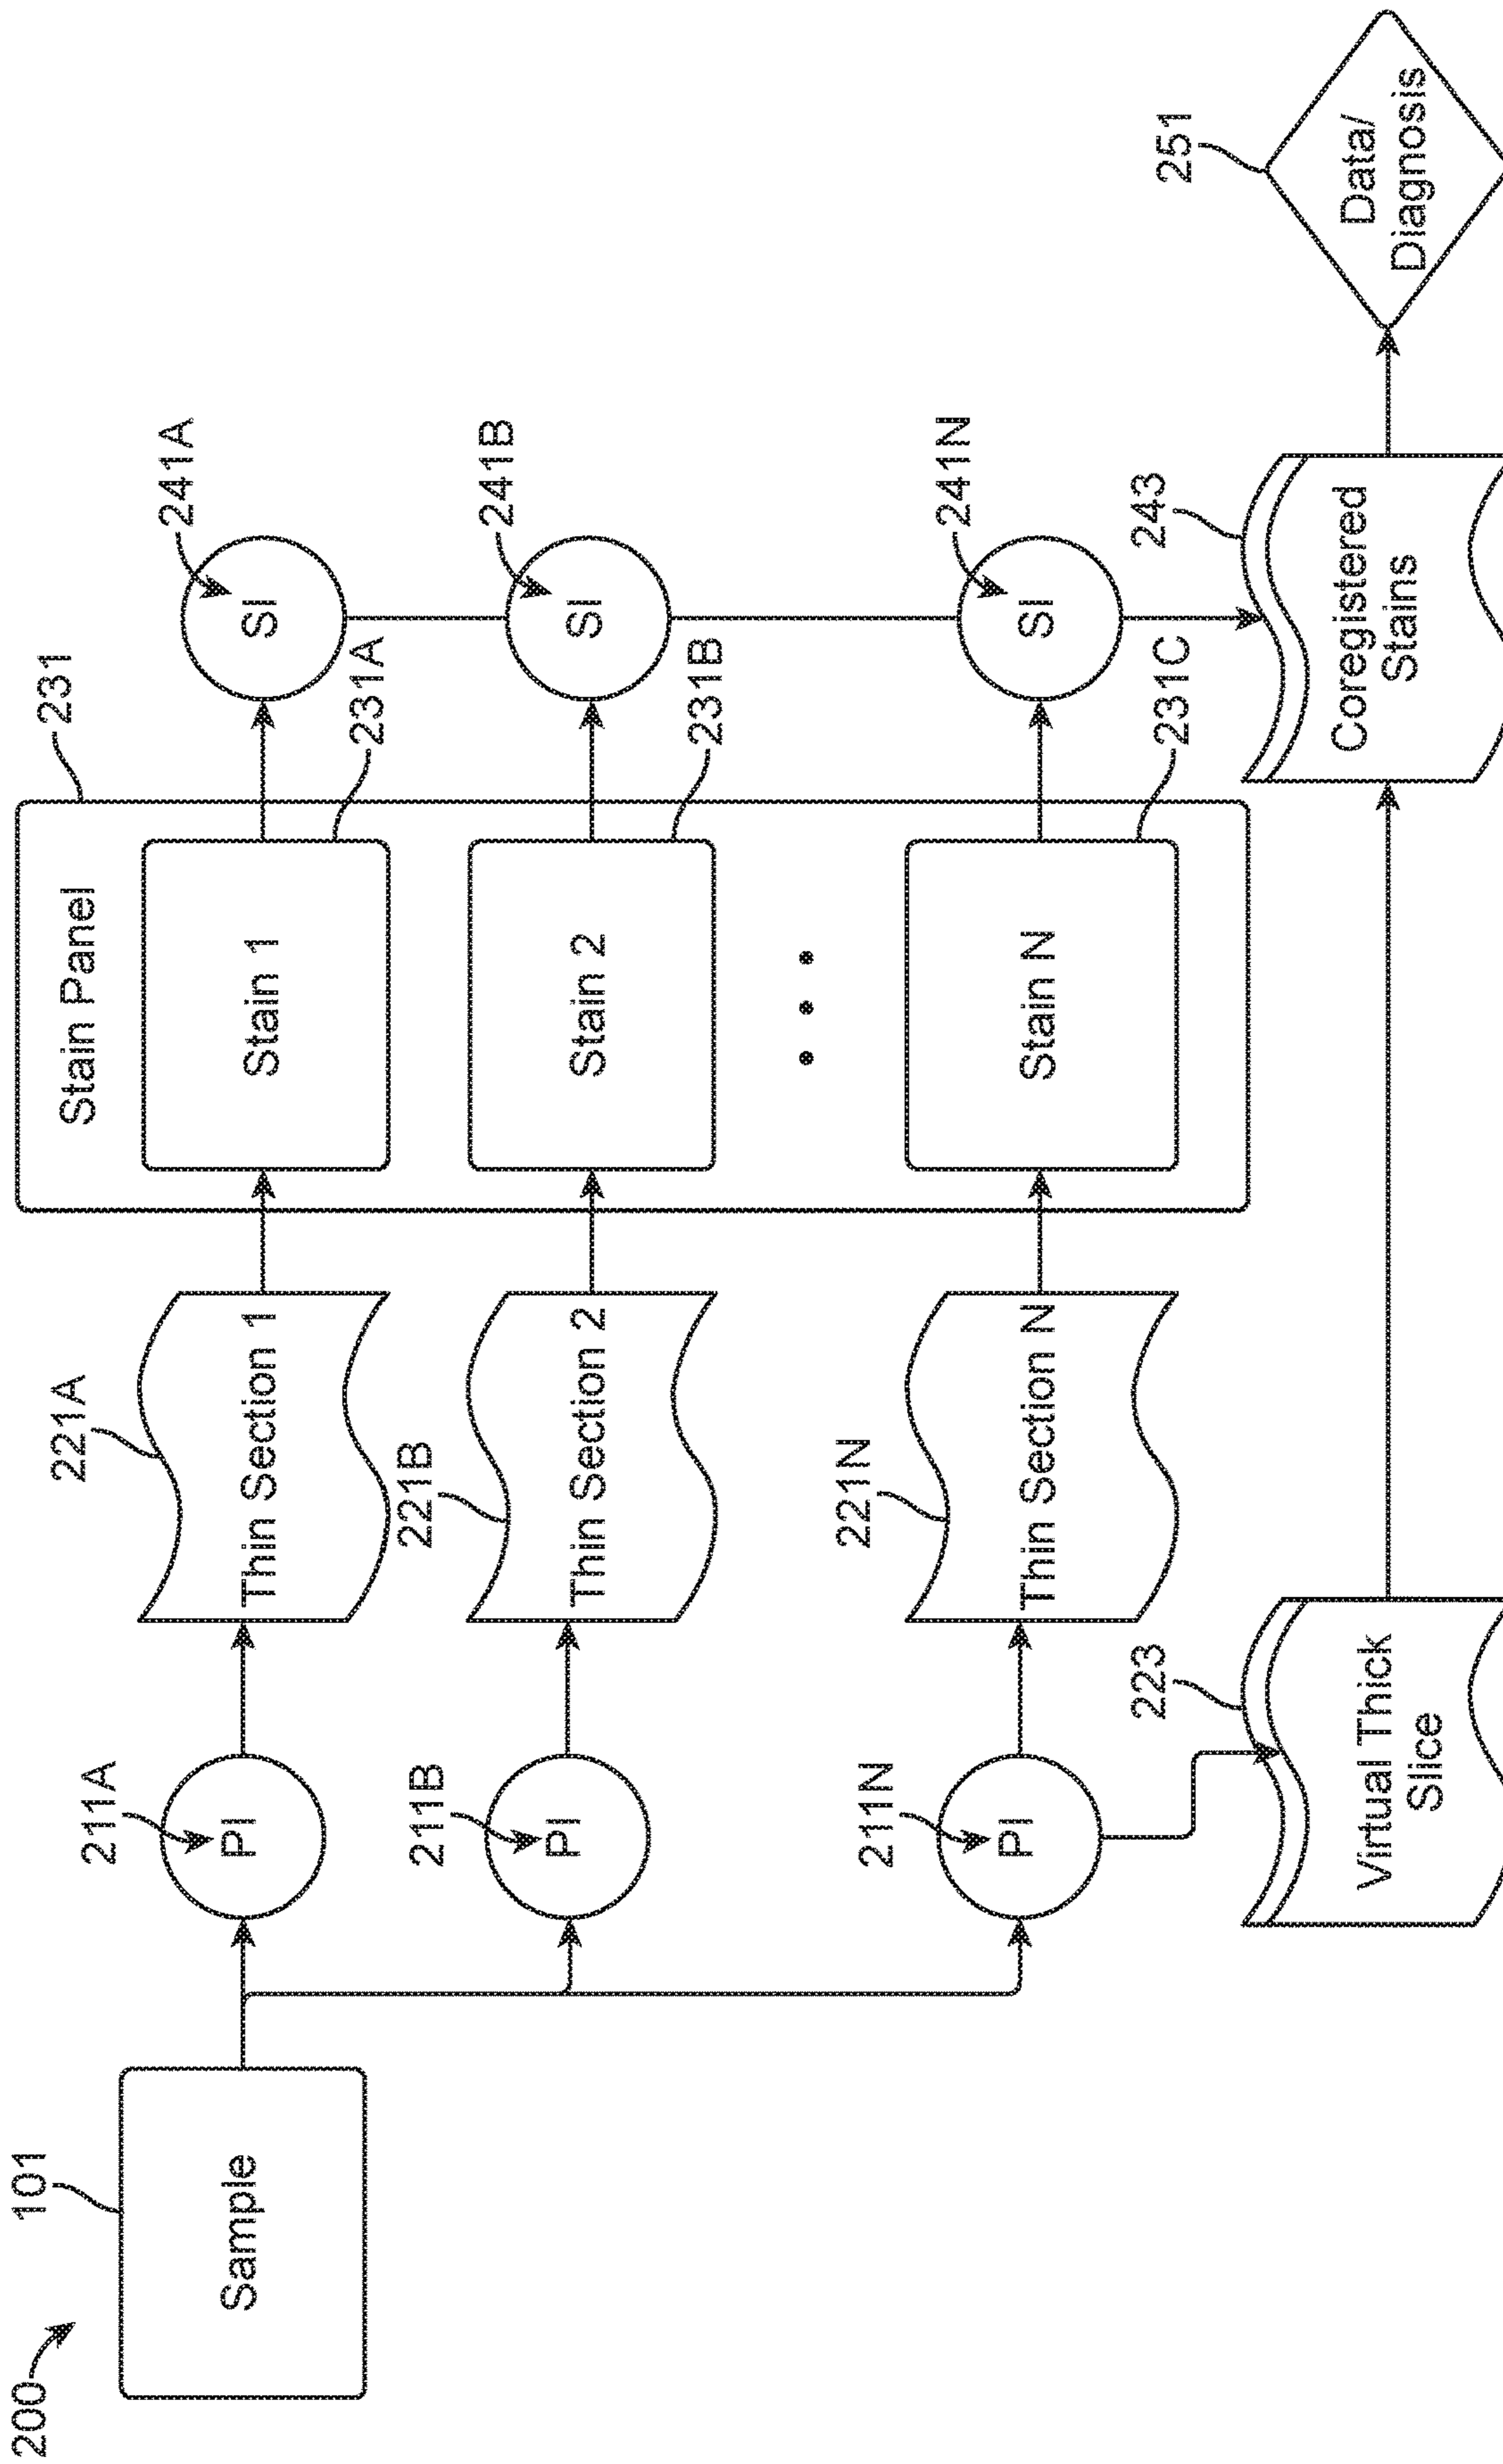 200
101
Sample
211A
PI
211B
PI
211N
PI
221A
Thin Section 1
221B
Thin Section 2
221N
Thin Section N
223
Virtual Thick
Slice
231
Stain Panel
Stain 1
231A
Stain 2
231B
Stain N
231C
241A
SI
241B
SI
241N
SI
243
Coregistered
Stains
251
Data/
Diagnosis